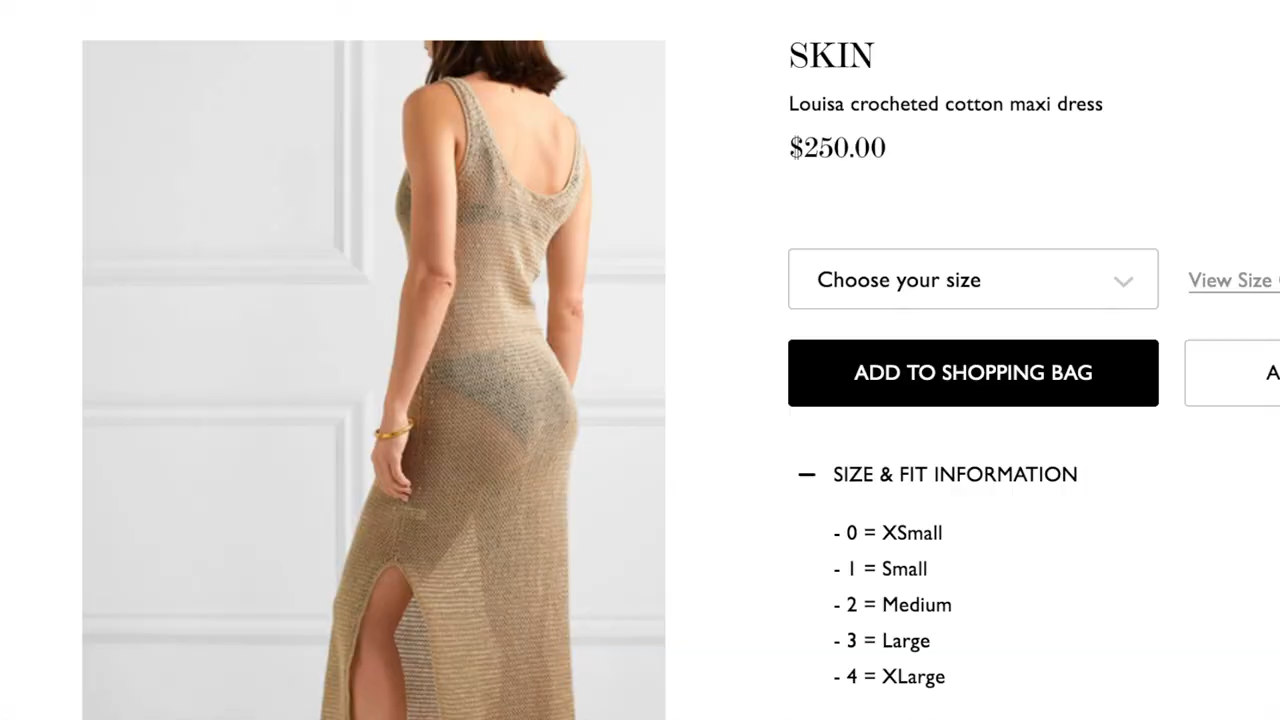 SKIN
Louisa crocheted cotton maxi dress
$250.00
Choose your size
View Size
ADD TO SHOPPING BAG
A
SIZE & FIT INFORMATION
- 0 = XSmall
- 1 = Small
- 2 = Medium
- 3 = Large
- 4 = XLarge